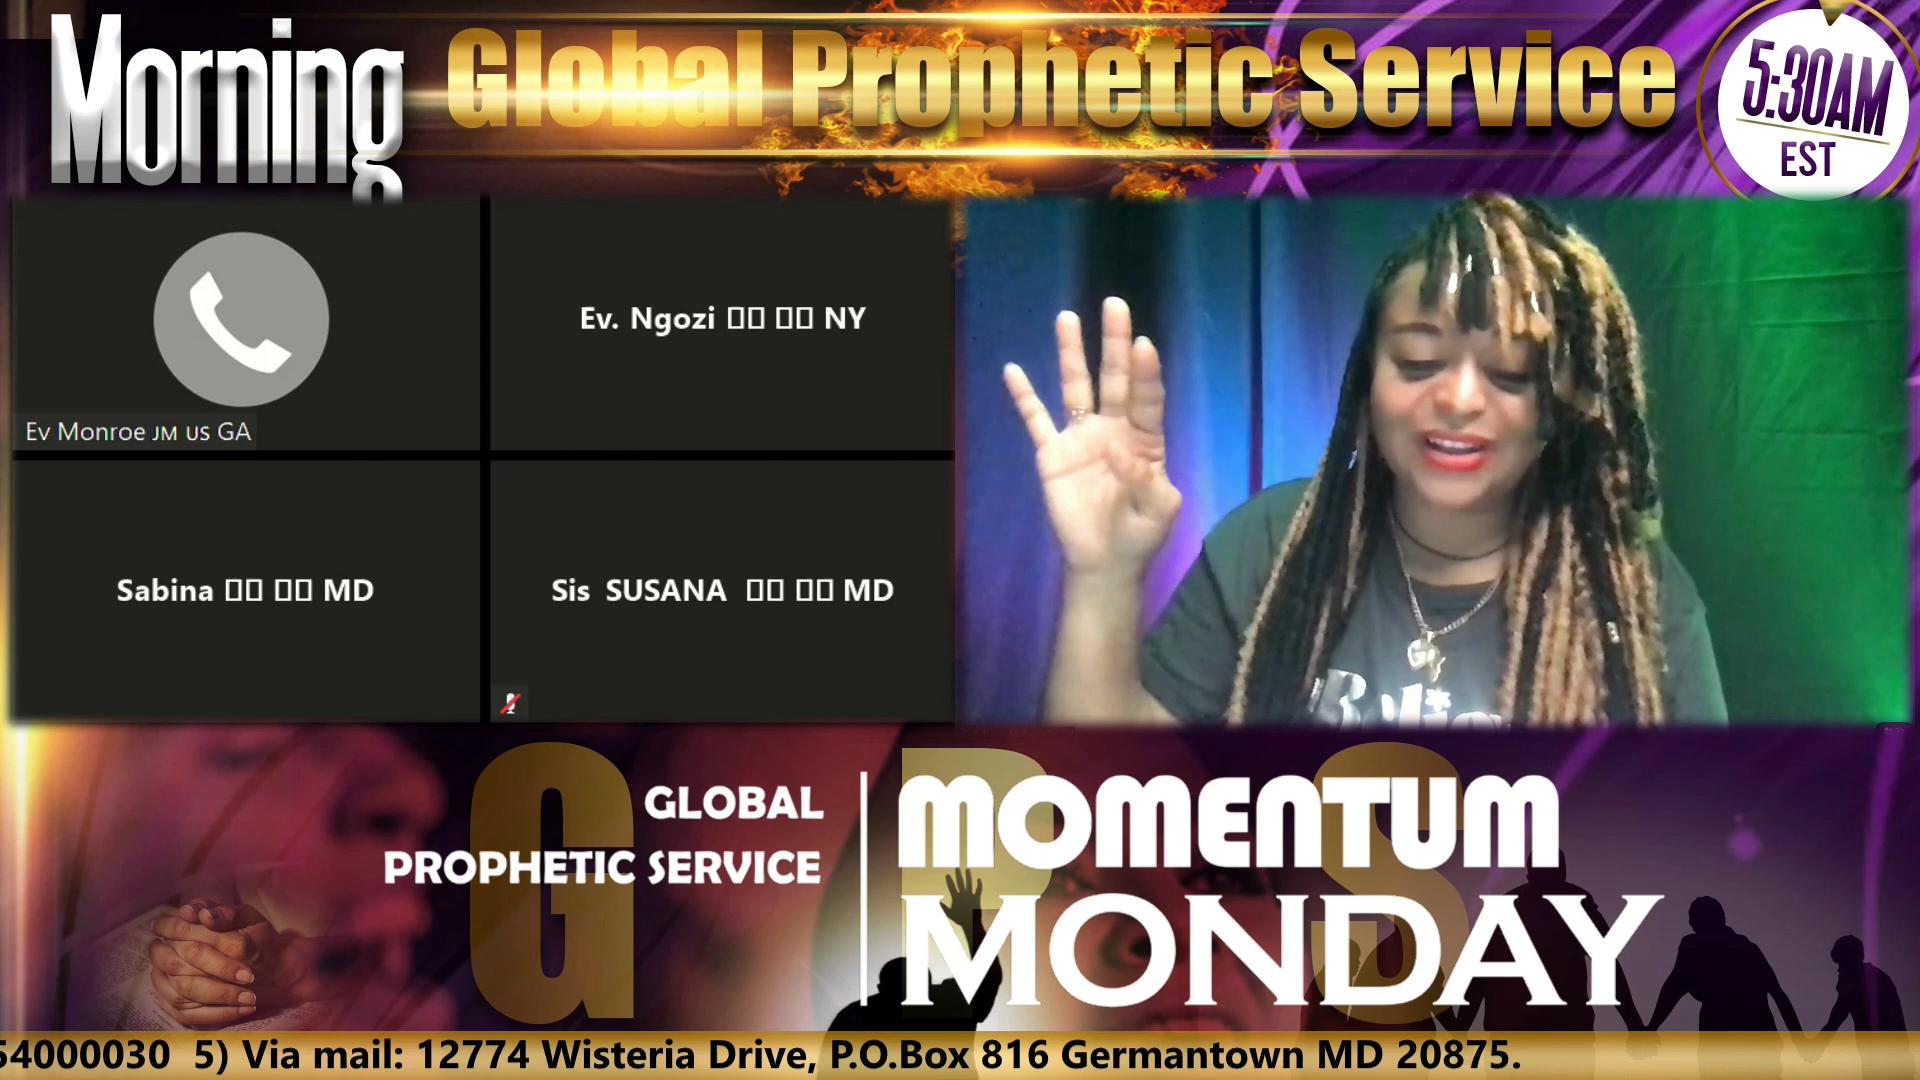 Morning
Global Prophetic Service
5:30AM
EST
Ev Monroe JM US GA
Ev. Ngozi NY
Sabina MD
Sis SUSANA MD
G P S
GLOBAL
PROPHETIC SERVICE
MOMENTUM
MONDAY
54000030 5) Via mail: 12774 Wisteria Drive, P.O.Box 816 Germantown MD 20875.